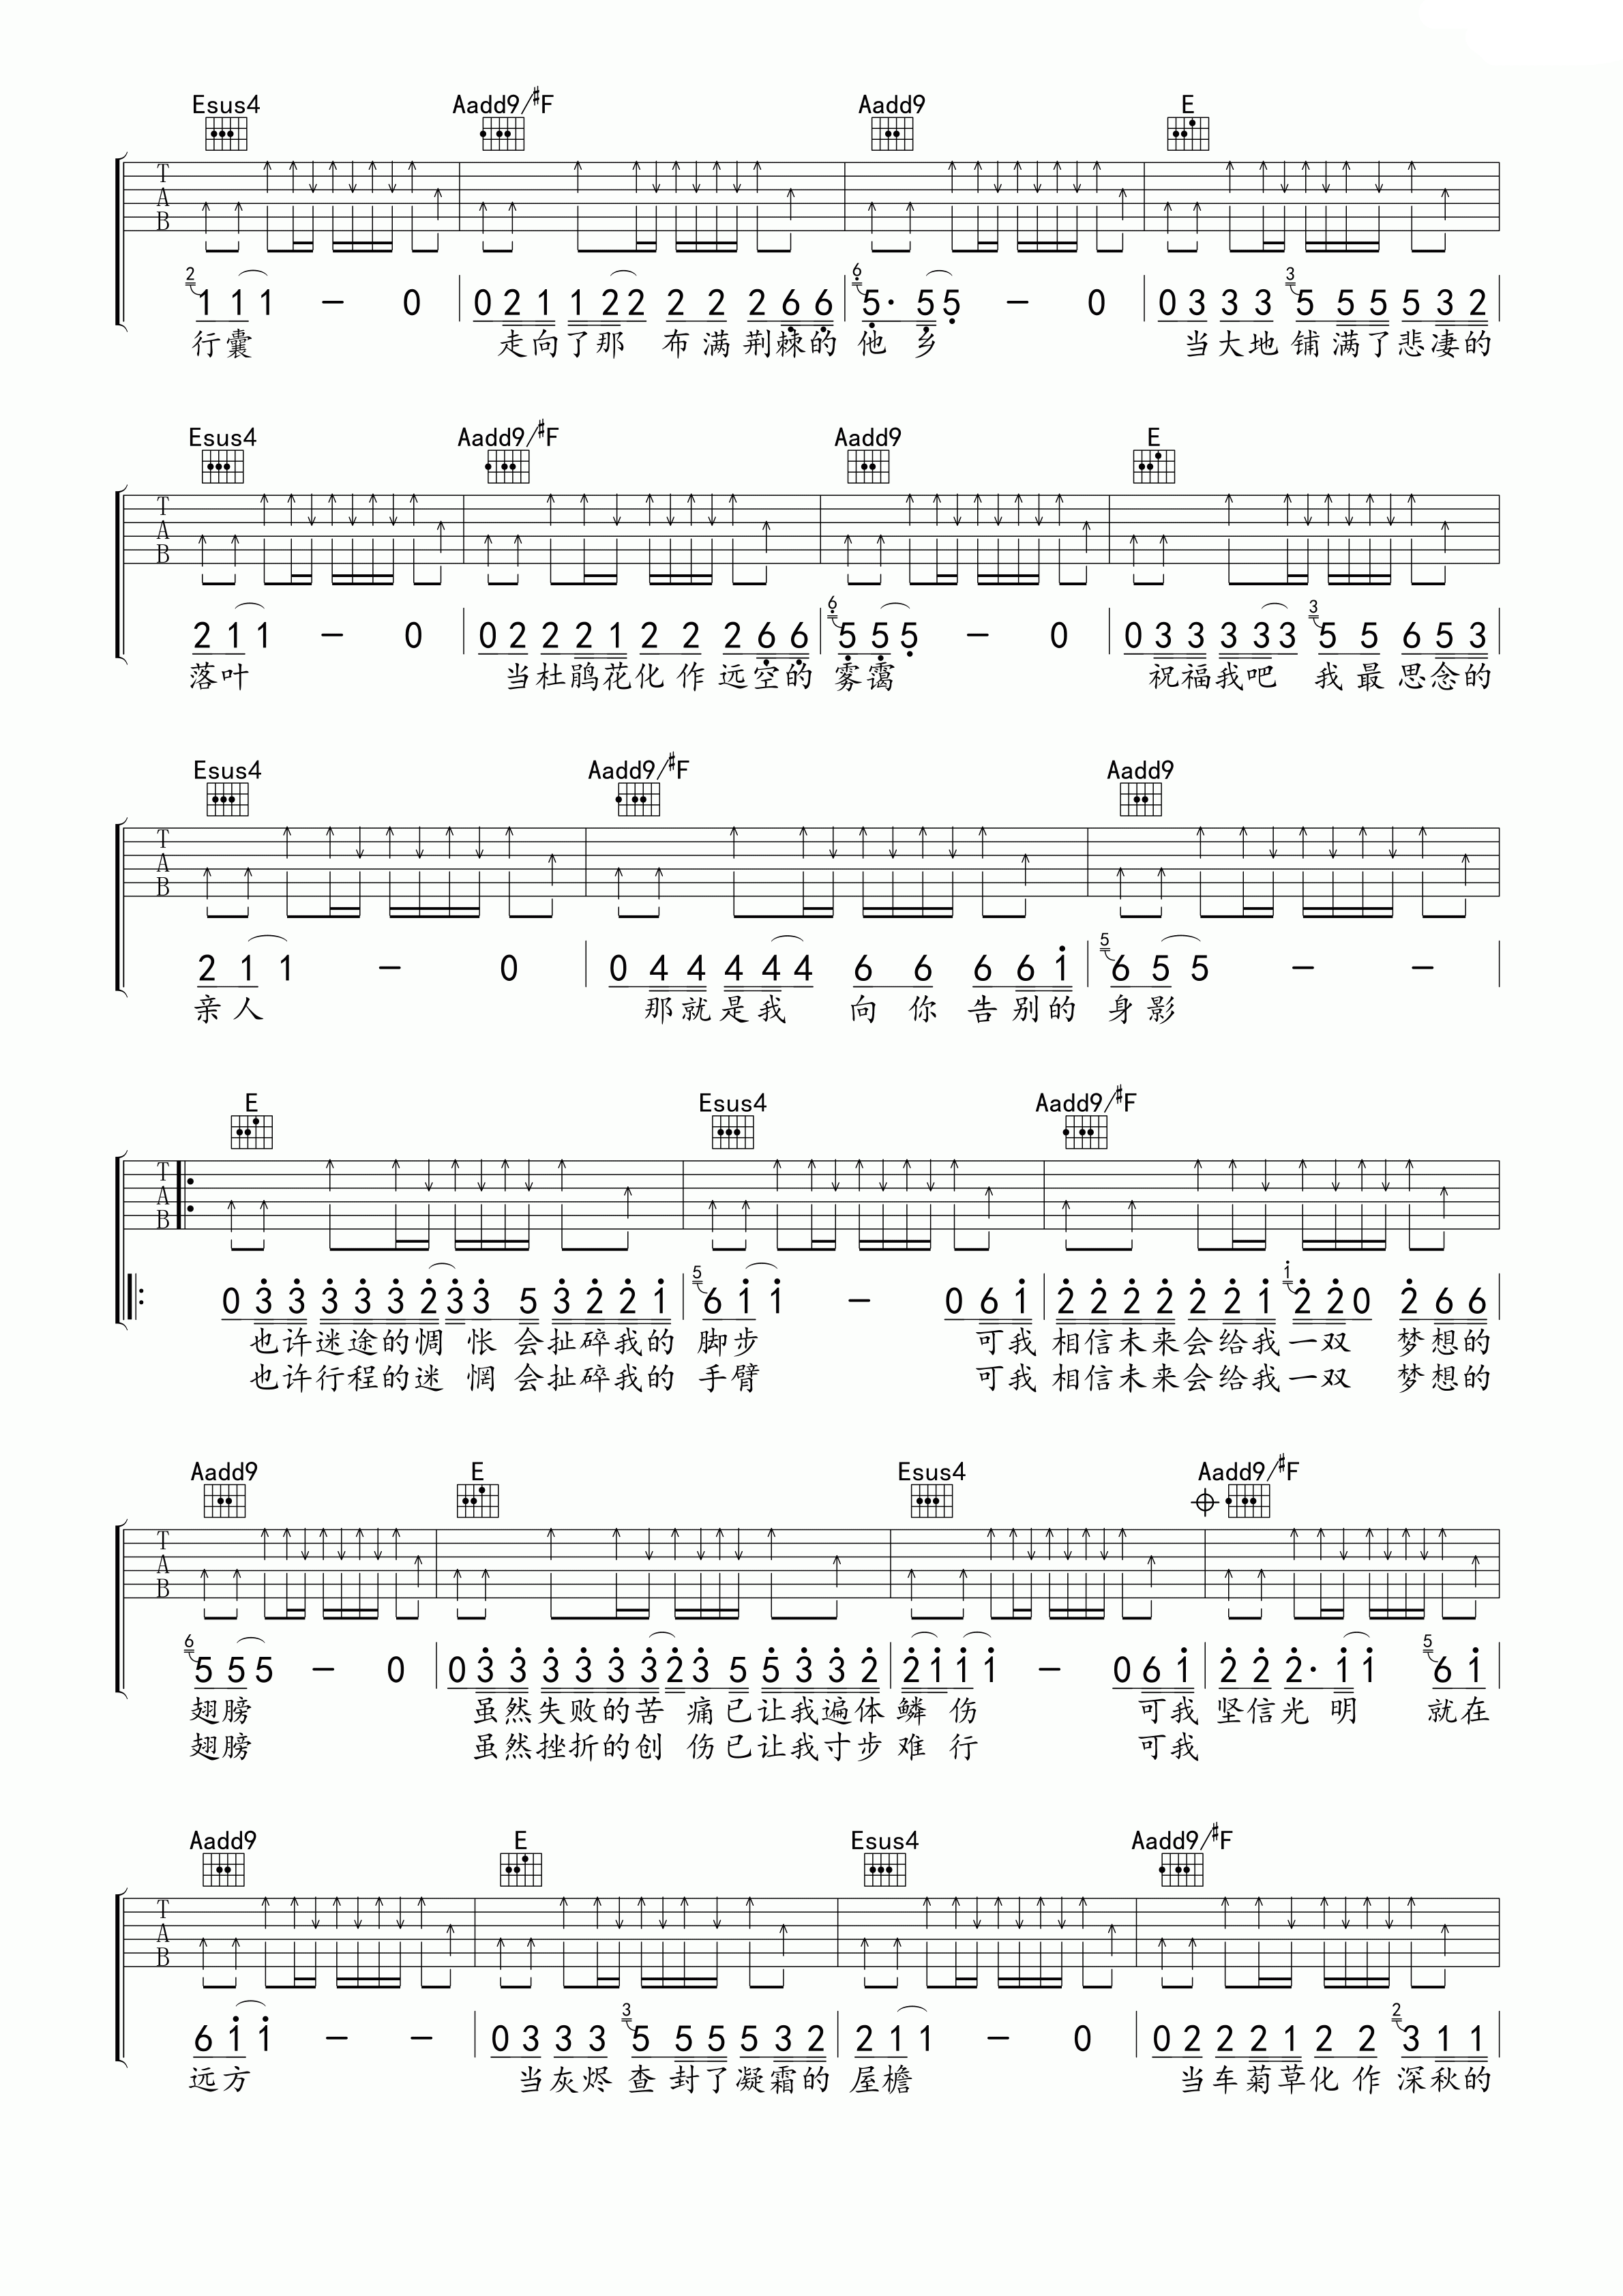 Esus4 Aadd9/#F Aadd9 E
T
A
B
2 1 1 1 – 0 | 0 2 1 1 2 2 2 2 2 6 6 | 6 5· 5 5 – 0 | 0 3 3 3 3 5 5 5 5 3 2 |
行囊 走向了那 布满荆棘的 他乡 当大地铺满了悲凄的
Esus4 Aadd9/#F Aadd9 E
T
A
B
2 1 1 – 0 | 0 2 2 2 1 2 2 2 6 6 | 6 5 5 5 – 0 | 0 3 3 3 3 3 3 5 5 6 5 3 |
落叶 当杜鹃花化作远空的 雾霭 祝福我吧 我最思念的
Esus4 Aadd9/#F Aadd9
T
A
B
2 1 1 – 0 | 0 4 4 4 4 4 6 6 6 6 i | 5 6 5 5 – – |
亲人 那就是我 向你告别的 身影
E Esus4 Aadd9/#F
T
A
B
0 3 3 3 3 3 2 3 3 5 3 2 2 1 | 5 6 i i – 0 6 i | 2 2 2 2 2 2 i i 2 2 0 2 6 6 |
也许迷途的惆 怅会扯碎我的 脚步 可我 相信未来会给我一双 梦想的
也许行程的迷 惘会扯碎我的 手臂 可我 相信未来会给我一双 梦想的
Aadd9 E Esus4 Aadd9/#F
T
A
B
6 5 5 5 – 0 | 0 3 3 3 3 3 3 2 3 5 5 3 3 2 | 2 i i i – 0 6 i | 2 2 2· i i 5 6 i |
翅膀 虽然失败的苦 痛已让我遍体 鳞伤 可我 坚信光明 就在
翅膀 虽然挫折的创 伤已让我寸步 难行 可我
Aadd9 E Esus4 Aadd9/#F
T
A
B
6 i i – – | 0 3 3 3 3 5 5 5 5 3 2 | 2 1 1 – 0 | 0 2 2 2 1 2 2 2 3 1 1 |
远方 当灰烬查封了凝霜的 屋檐 当车菊草化作深秋的